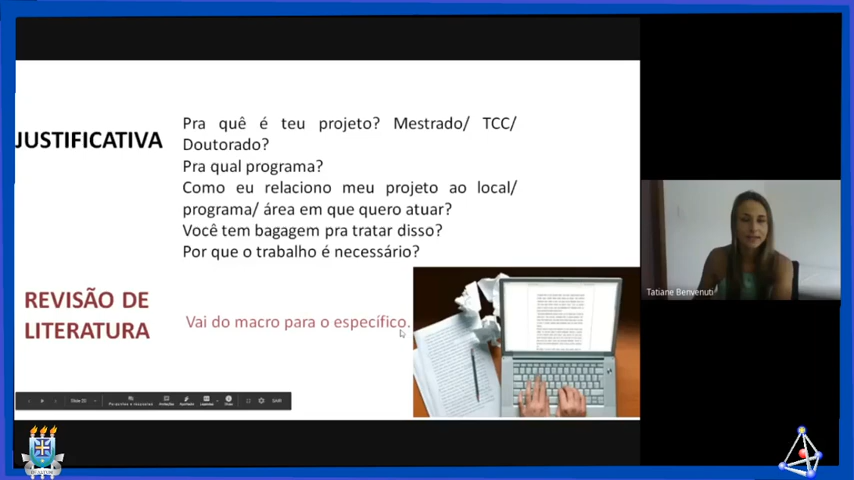 JUSTIFICATIVA
Pra quê é teu projeto? Mestrado/ TCC/
Doutorado?
Pra qual programa?
Como eu relaciono meu projeto ao local/
programa/ área em que quero atuar?
Você tem bagagem pra tratar disso?
Por que o trabalho é necessário?
REVISÃO DE
LITERATURA
Vai do macro para o específico.
Tatiane Benvenuti